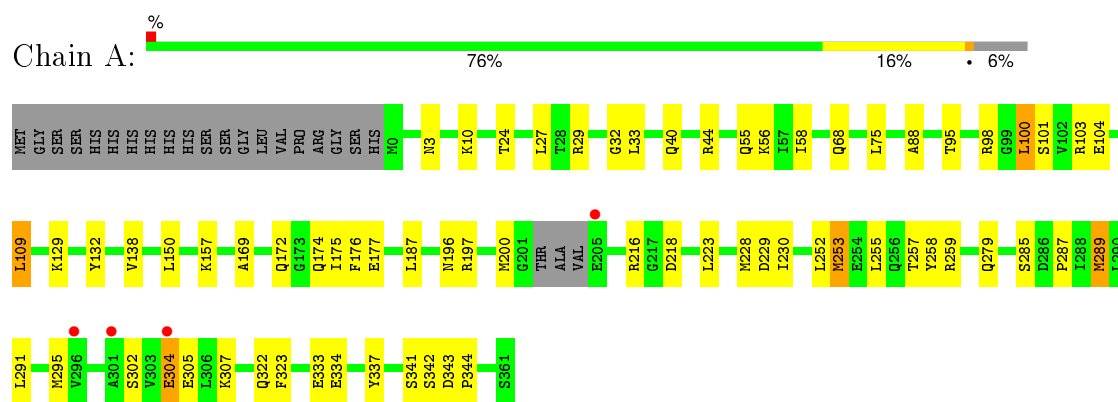 %
Chain A:
76% 16% • 6%
MET GLY SER SER HIS HIS HIS HIS HIS HIS SER SER GLY LEU VAL PRO ARG GLY SER HIS M0 N3 K10 T24 L27 T28 R29 G32 L33 Q40 R44 Q55 K56 I57 I58 Q68 L75 A88 T95 R98 G99 L100 S101 V102 R103 E104
L109 K129 Y132 V138 L150 K157 A169 Q172 G173 Q174 I175 F176 E177 L187 N196 R197 M200 G201 THR ALA VAL E205 R216 G217 D218 L223 M228 D229 I230 L252 M253 E254 L255 Q256 T257 Y258 R259 Q279 S285 D286 P287 I288 M289 L290
L291 M295 V296 A301 S302 V303 E304 E305 L306 K307 Q322 F323 E333 E334 Y337 S341 S342 D343 P344 S361